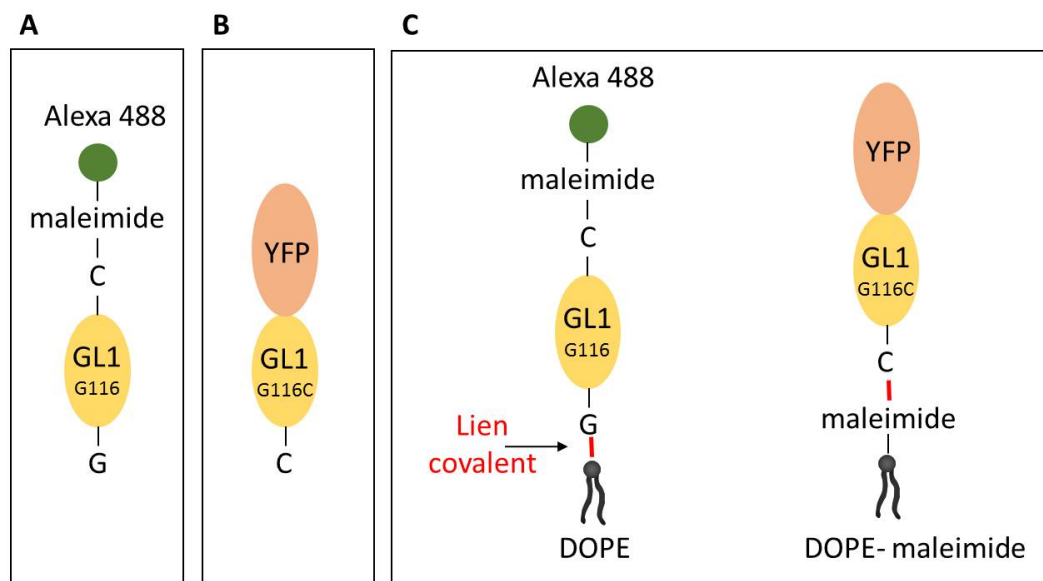 A
Alexa 488
maleimide
C
GL1
G116
G
B
YFP
GL1
G116C
C
C
Alexa 488
maleimide
C
GL1
G116
G
Lien
covalent
DOPE
YFP
GL1
G116C
C
maleimide
DOPE- maleimide